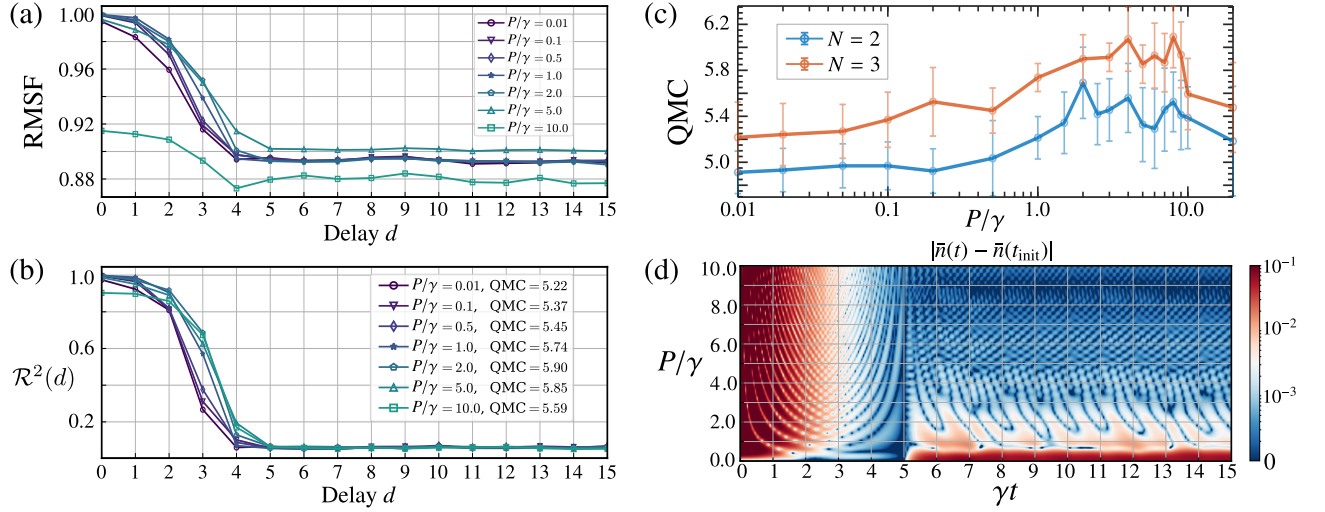 (a)
RMSF
1.00
0.96
0.92
0.88
P/γ = 0.01
P/γ = 0.1
P/γ = 0.5
P/γ = 1.0
P/γ = 2.0
P/γ = 5.0
P/γ = 10.0
0 1 2 3 4 5 6 7 8 9 10 11 12 13 14 15
Delay d
(b)
R²(d)
1.0
0.6
0.2
P/γ = 0.01, QMC = 5.22
P/γ = 0.1, QMC = 5.37
P/γ = 0.5, QMC = 5.45
P/γ = 1.0, QMC = 5.74
P/γ = 2.0, QMC = 5.90
P/γ = 5.0, QMC = 5.85
P/γ = 10.0, QMC = 5.59
0 1 2 3 4 5 6 7 8 9 10 11 12 13 14 15
Delay d
(c)
QMC
6.2
5.8
5.4
5.0
N = 2
N = 3
0.01 0.1 1.0 10.0
P/γ
(d)
|n̄(t) − n̄(t_init)|
P/γ
10.0
8.0
6.0
4.0
2.0
0.0
0 1 2 3 4 5 6 7 8 9 10 11 12 13 14 15
γt
10⁻¹
10⁻²
10⁻³
0